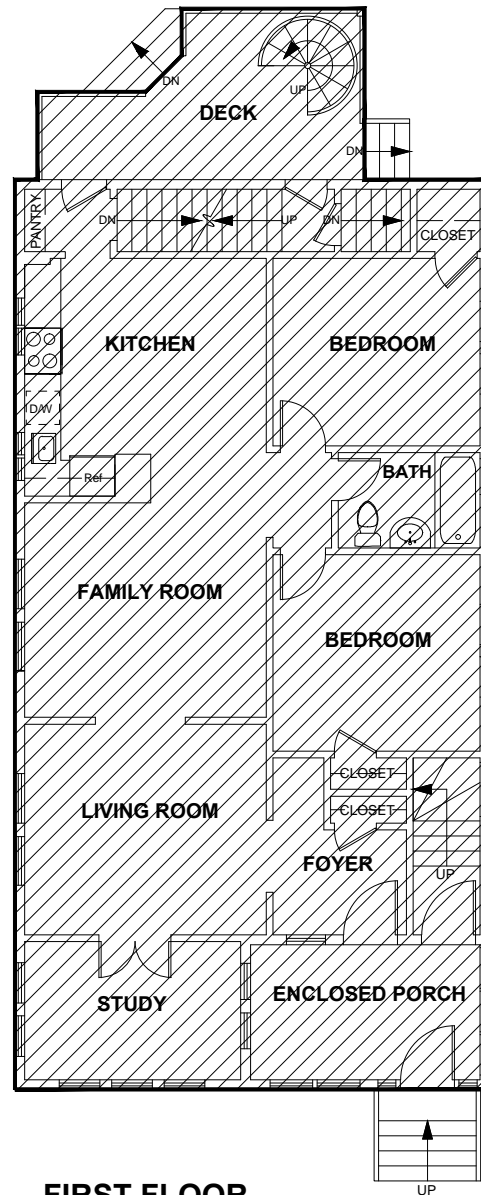 DN
UP
DECK
DN
PANTRY
DN
UP
DN
CLOSET
KITCHEN
BEDROOM
D/W
BATH
Ref
FAMILY ROOM
BEDROOM
CLOSET
LIVING ROOM
CLOSET
FOYER
UP
STUDY
ENCLOSED PORCH
FIRST FLOOR
UP